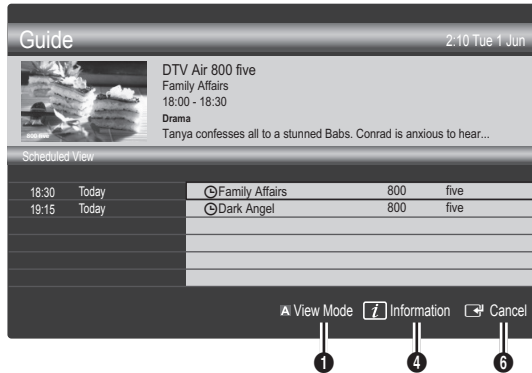 Guide 2:10 Tue 1 Jun
DTV Air 800 five
Family Affairs
18:00 - 18:30
Drama
Tanya confesses all to a stunned Babs. Conrad is anxious to hear...
Scheduled View
18:30 Today Family Affairs 800 five
19:15 Today Dark Angel 800 five
A View Mode i Information Cancel
1 4 6